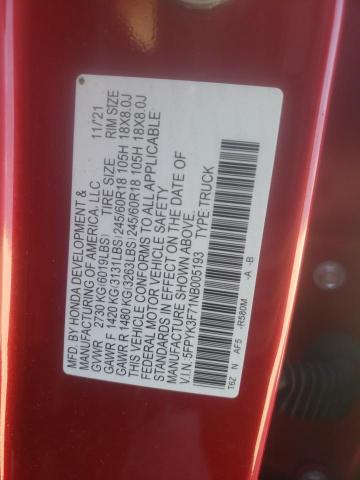 MFD. BY HONDA DEVELOPMENT &
MANUFACTURING OF AMERICA, LLC 11/21
GVWR 2730 KG(6019LBS) TIRE SIZE RIM SIZE
GAWR F 1420 KG(3131LBS) 245/60R18 105H 18X8.0J
GAWR R 1480 KG(3263LBS) 245/60R18 105H 18X8.0J
THIS VEHICLE CONFORMS TO ALL APPLICABLE
FEDERAL MOTOR VEHICLE SAFETY
STANDARDS IN EFFECT ON THE DATE OF
MANUFACTURE SHOWN ABOVE.
V.I.N.:5FPYK3F71NB005193 TYPE:TRUCK
T6Z N AF5 -R580M -A -B